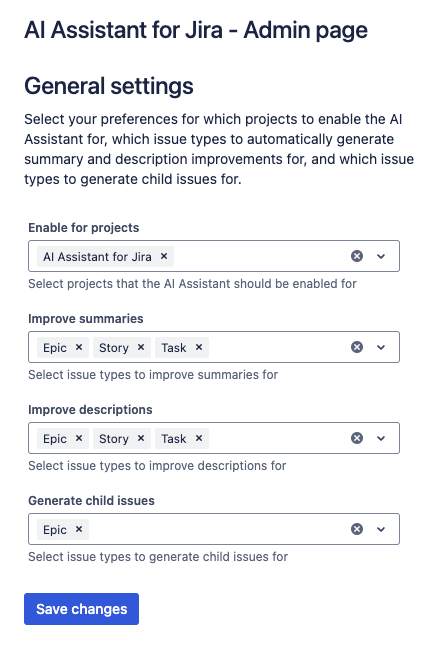 AI Assistant for Jira - Admin page
General settings
Select your preferences for which projects to enable the AI
Assistant for, which issue types to automatically generate
summary and description improvements for, and which issue
types to generate child issues for.
Enable for projects
AI Assistant for Jira ×
Select projects that the AI Assistant should be enabled for
Improve summaries
Epic × Story × Task ×
Select issue types to improve summaries for
Improve descriptions
Epic × Story × Task ×
Select issue types to improve descriptions for
Generate child issues
Epic ×
Select issue types to generate child issues for
Save changes